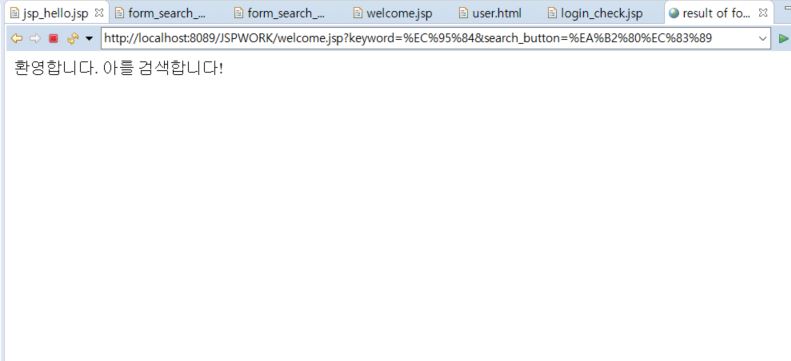 jsp_hello.jsp form_search_... form_search_... welcome.jsp user.html login_check.jsp result of fo...
http://localhost:8089/JSPWORK/welcome.jsp?keyword=%EC%95%84&search_button=%EA%B2%80%EC%83%89
환영합니다. 아를 검색합니다!